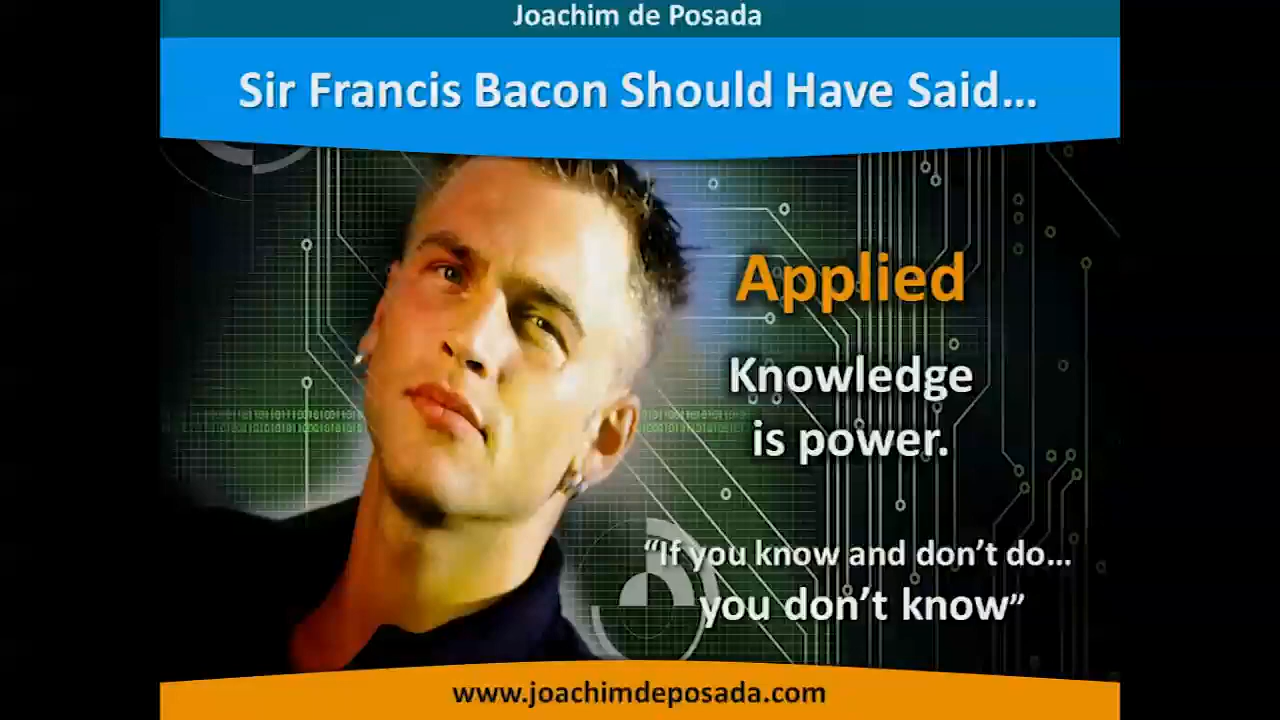 Joachim de Posada
Sir Francis Bacon Should Have Said...
Applied
Knowledge
is power.
“If you know and don’t do...
you don’t know”
www.joachimdeposada.com